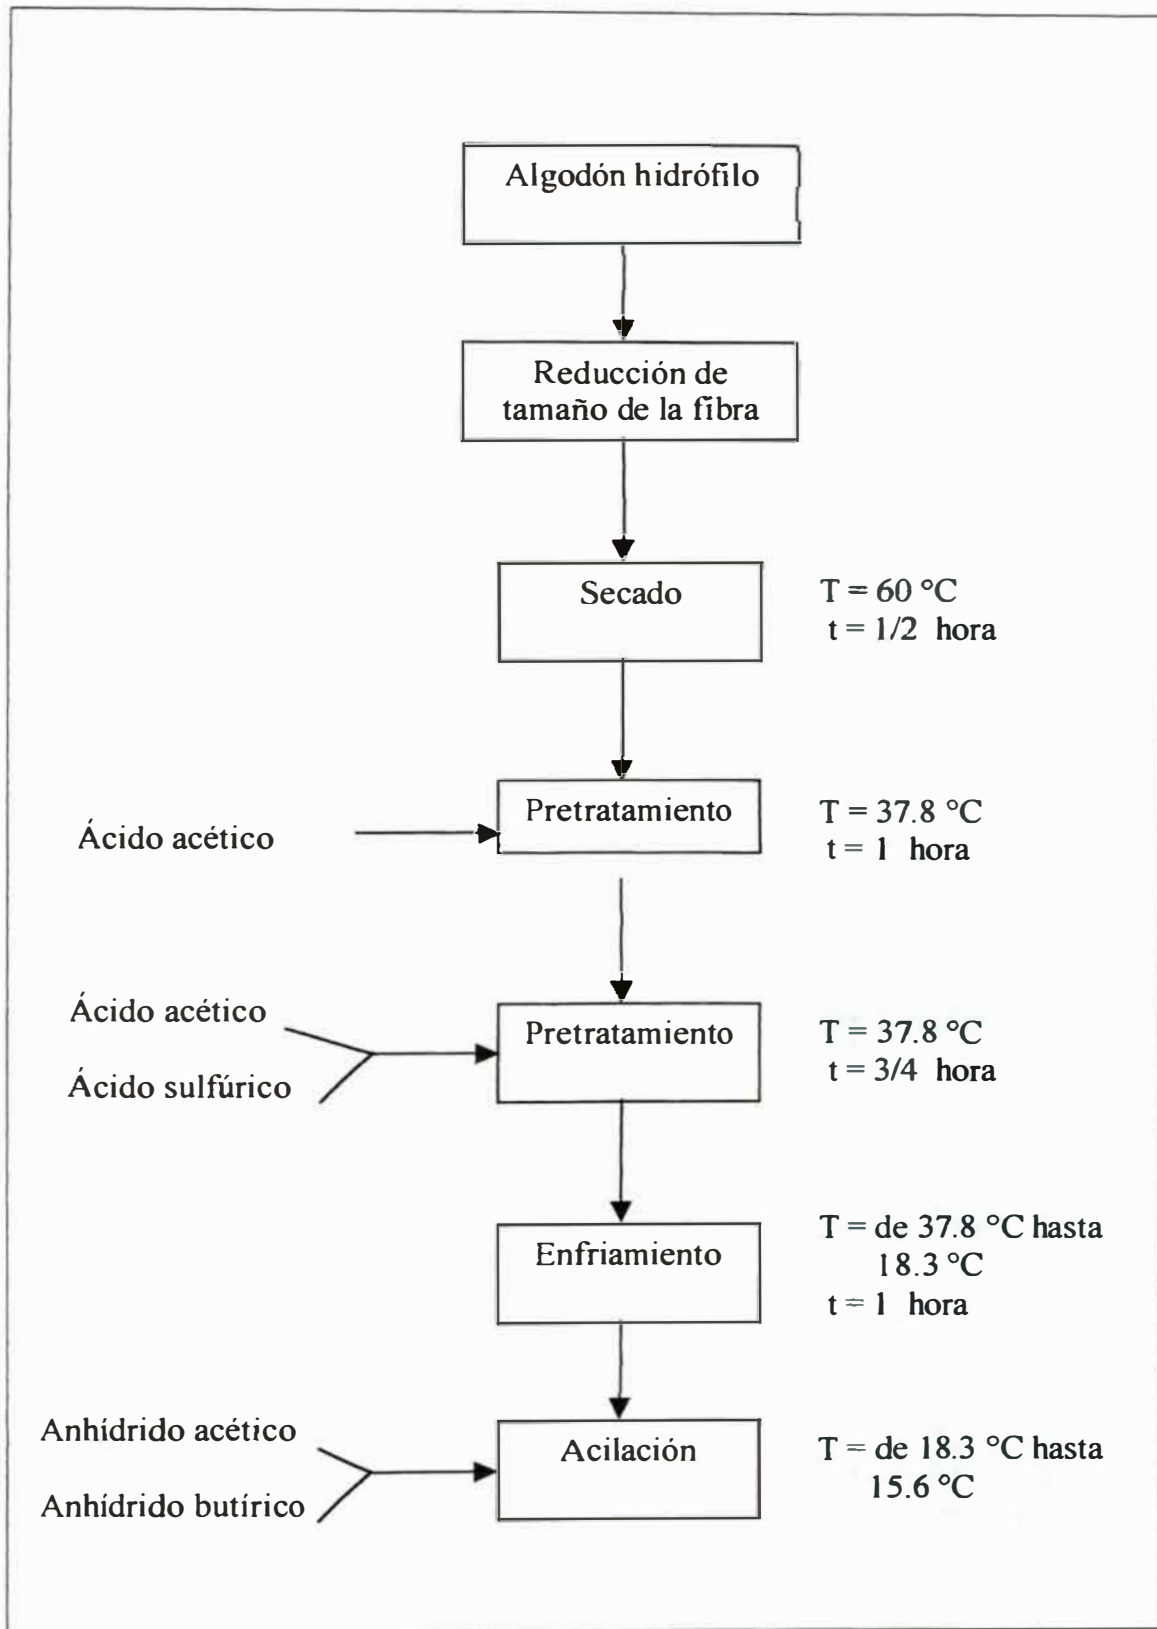 Algodón hidrófilo
Reducción de
tamaño de la fibra
Secado
T = 60 °C
t = 1/2 hora
Ácido acético
Pretratamiento
T = 37.8 °C
t = 1 hora
Ácido acético
Ácido sulfúrico
Pretratamiento
T = 37.8 °C
t = 3/4 hora
Enfriamiento
T = de 37.8 °C hasta
18.3 °C
t = 1 hora
Anhídrido acético
Anhídrido butírico
Acilación
T = de 18.3 °C hasta
15.6 °C